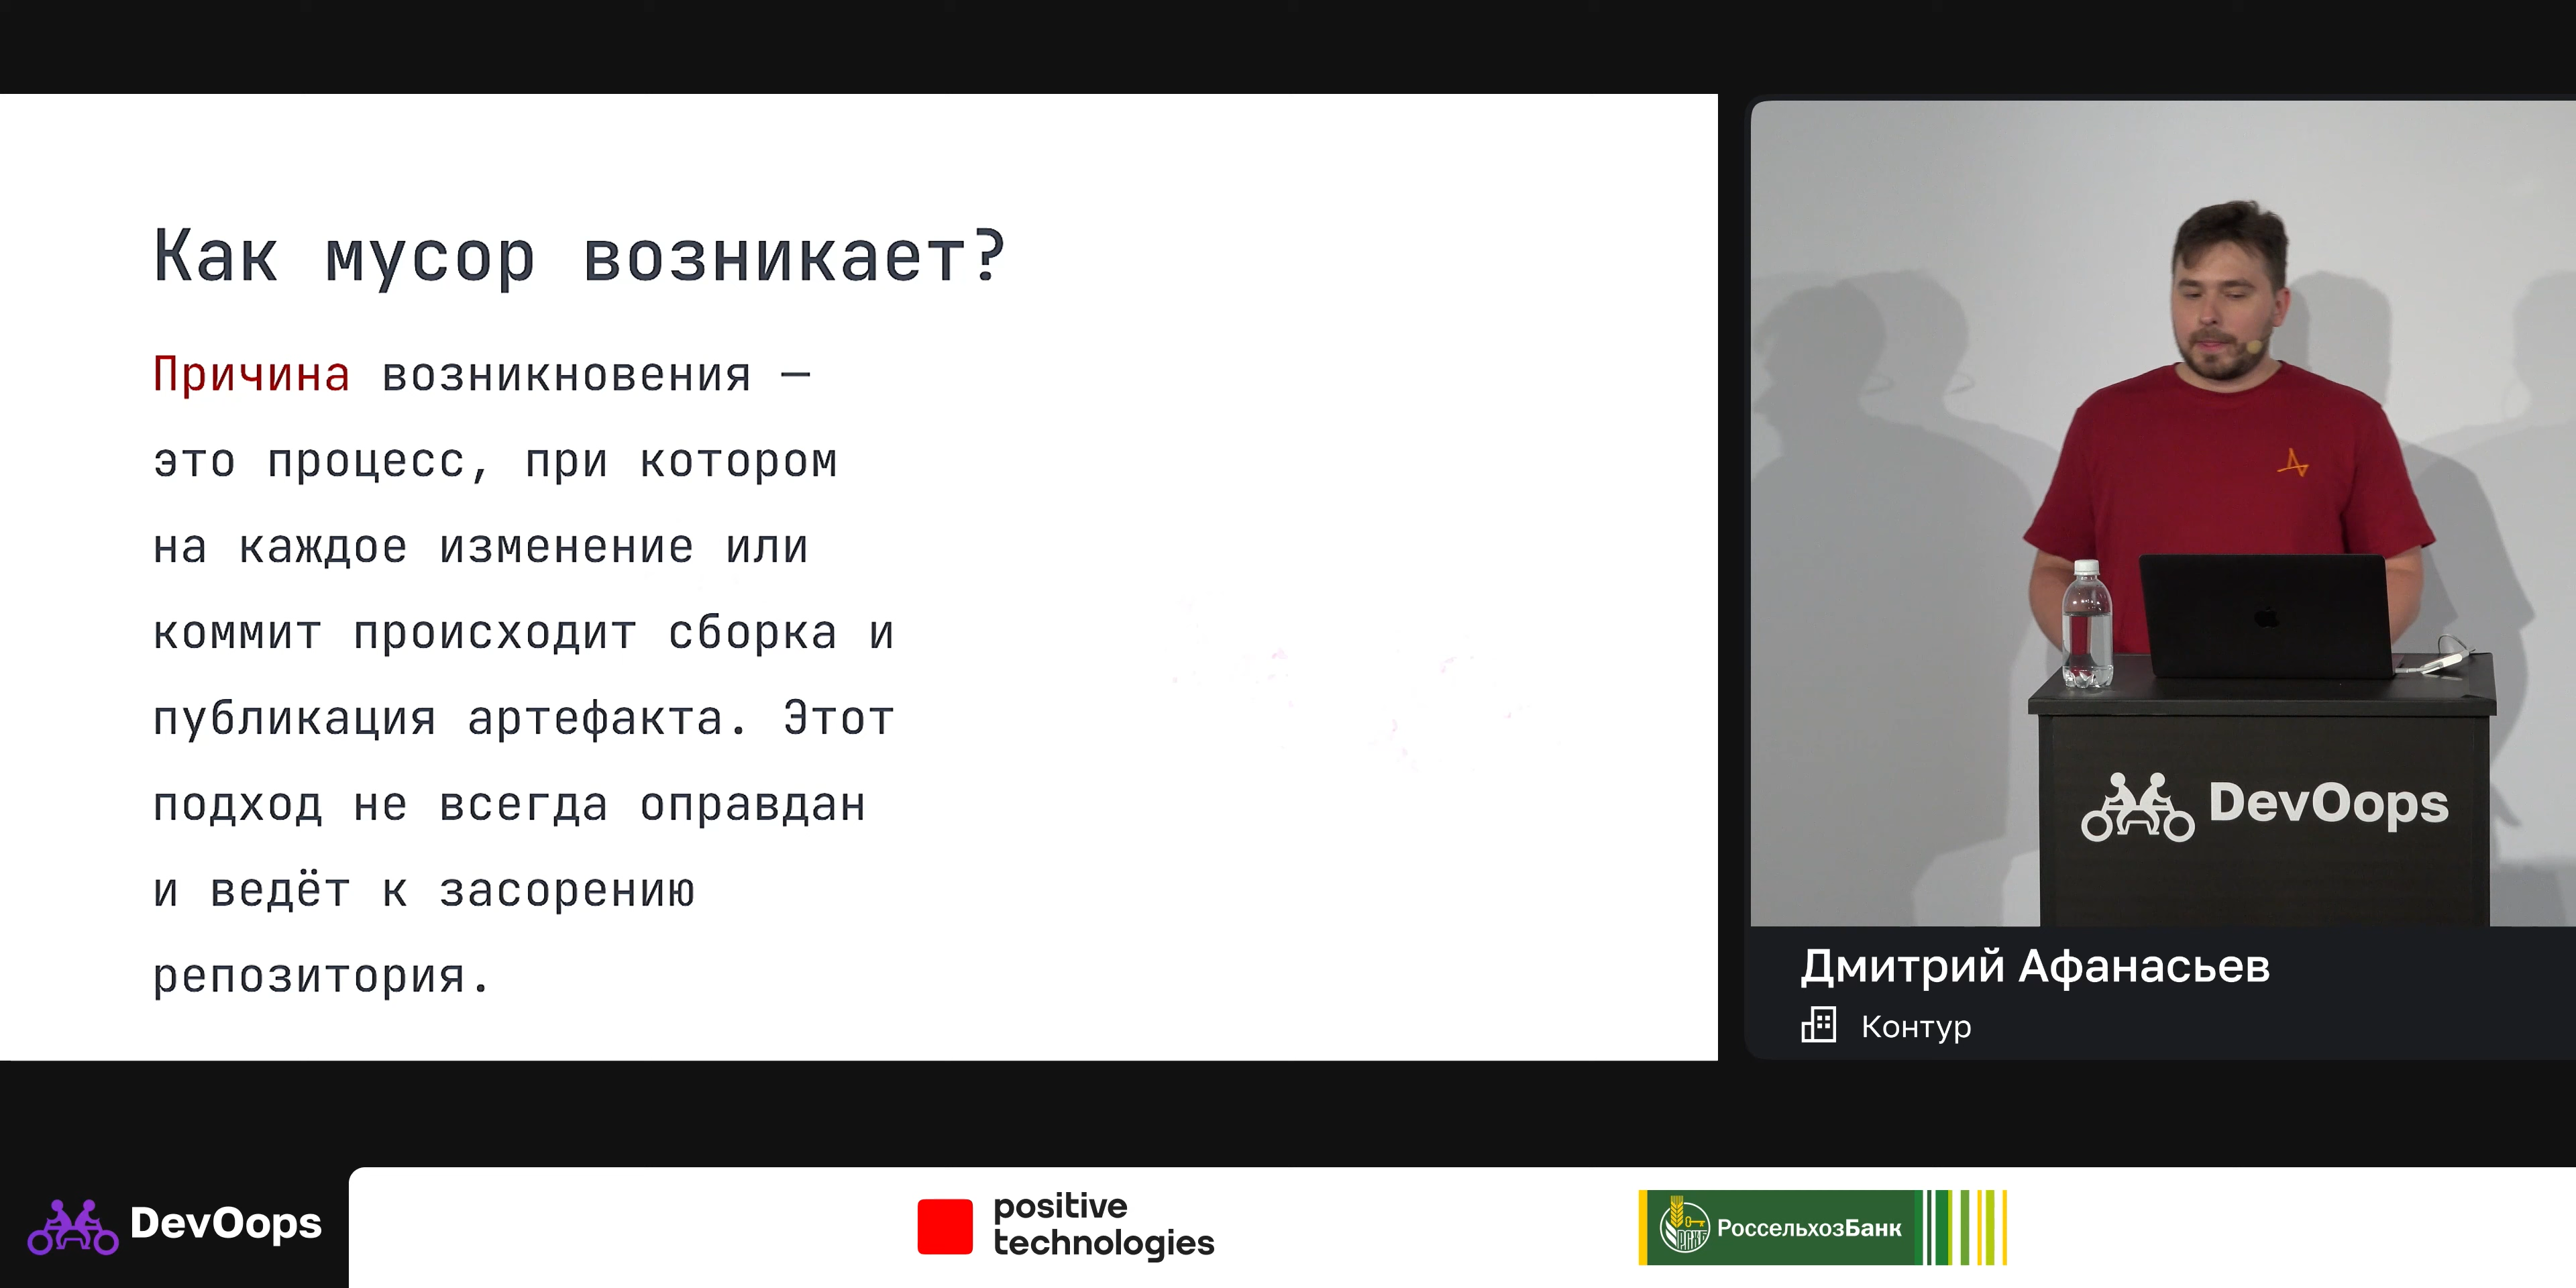 Как мусор возникает?
Причина возникновения —
это процесс, при котором
на каждое изменение или
коммит происходит сборка и
публикация артефакта. Этот
подход не всегда оправдан
и ведёт к засорению
репозитория.
DevOops
Дмитрий Афанасьев
Контур
DevOops
positive
technologies
РСХБ
РоссельхозБанк